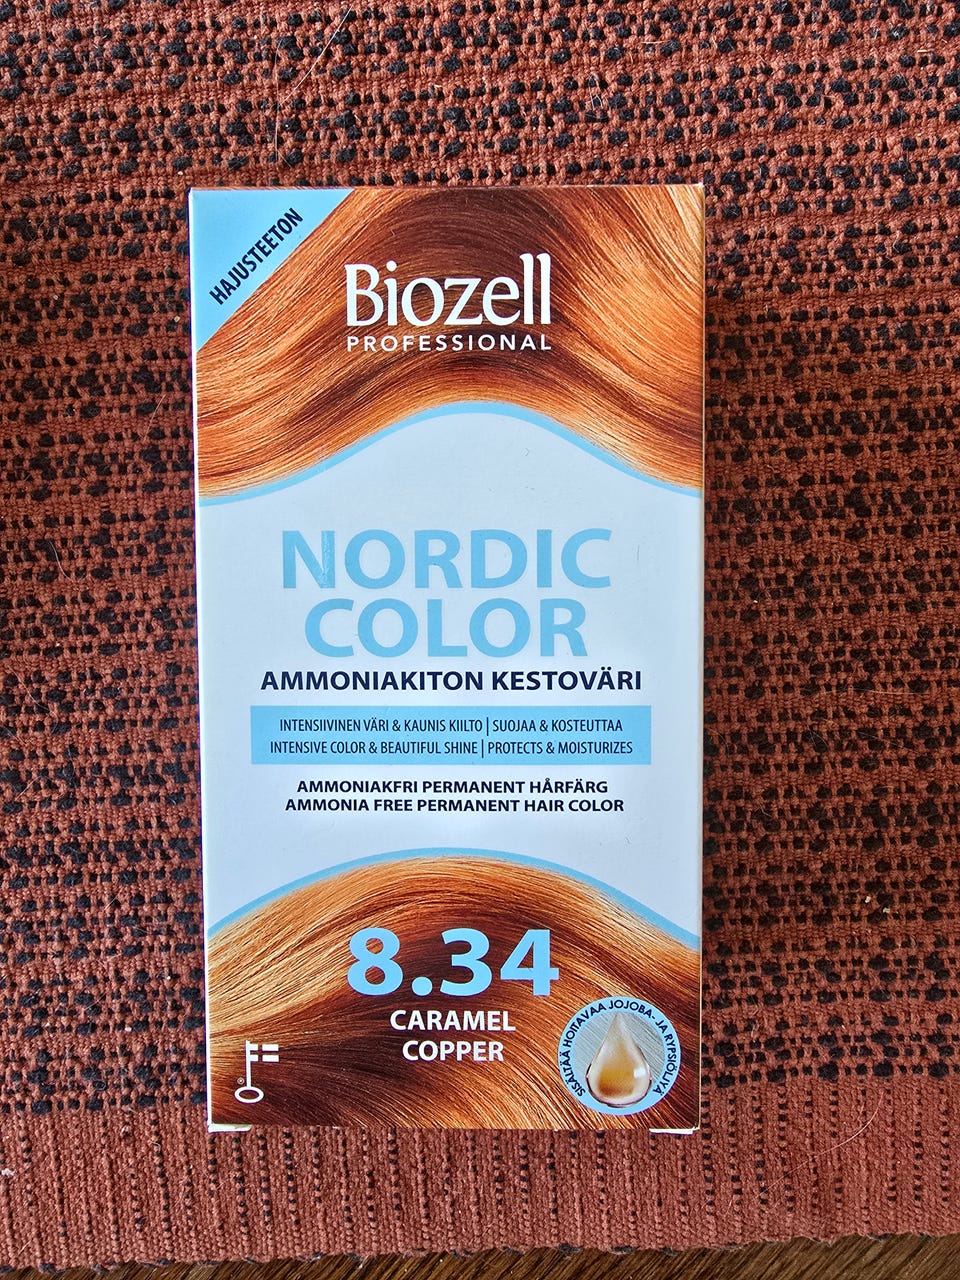 HAJUSTEETON
Biozell
PROFESSIONAL
NORDIC
COLOR
AMMONIAKITON KESTOVÄRI
INTENSIIVINEN VÄRI & KAUNIS KIILTO | SUOJAA & KOSTEUTTAA
INTENSIVE COLOR & BEAUTIFUL SHINE | PROTECTS & MOISTURIZES
AMMONIAKFRI PERMANENT HÅRFÄRG
AMMONIA FREE PERMANENT HAIR COLOR
8.34
CARAMEL
COPPER
SISÄLTÄÄ HOITAVAA JOJOBA- JA RYPSIÖLJYÄ
®